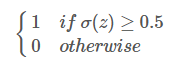 1 if σ(z) ≥ 0.5
0 otherwise